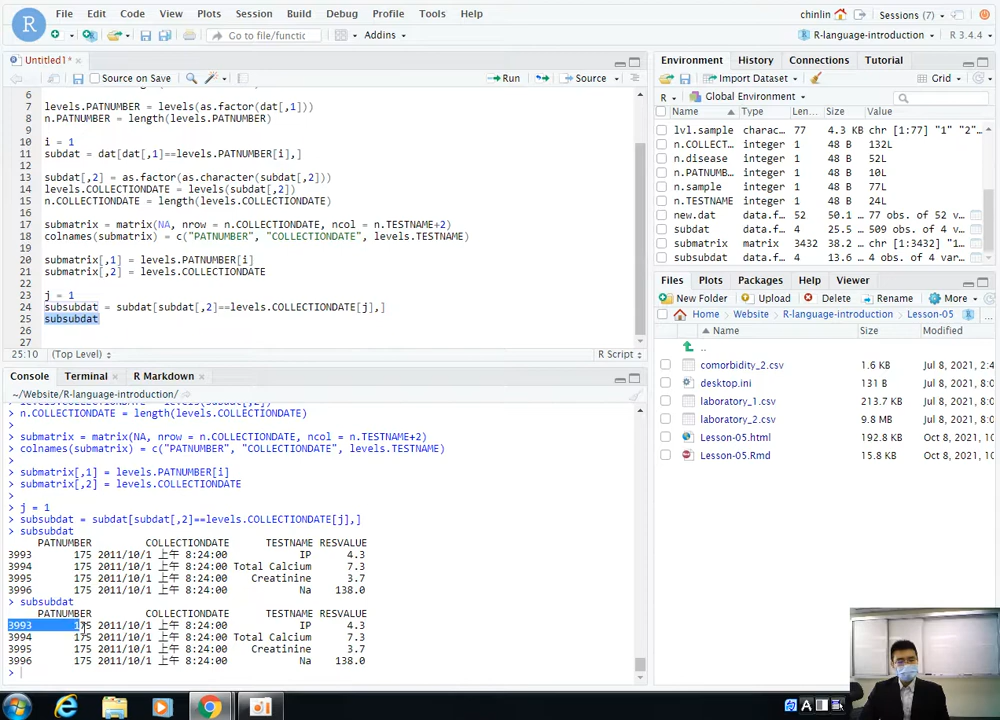 R
File Edit Code View Plots Session Build Debug Profile Tools Help
chinlin Sessions (7)
Go to file/functic Addins
R-language-introduction R 3.4.4
Untitled1*
Source on Save Run Source
6
7 levels.PATNUMBER = levels(as.factor(dat[,1]))
8 n.PATNUMBER = length(levels.PATNUMBER)
9
10 i = 1
11 subdat = dat[dat[,1]==levels.PATNUMBER[i],]
12
13 subdat[,2] = as.factor(as.character(subdat[,2]))
14 levels.COLLECTIONDATE = levels(subdat[,2])
15 n.COLLECTIONDATE = length(levels.COLLECTIONDATE)
16
17 submatrix = matrix(NA, nrow = n.COLLECTIONDATE, ncol = n.TESTNAME+2)
18 colnames(submatrix) = c("PATNUMBER", "COLLECTIONDATE", levels.TESTNAME)
19
20 submatrix[,1] = levels.PATNUMBER[i]
21 submatrix[,2] = levels.COLLECTIONDATE
22
23 j = 1
24 subsubdat = subdat[subdat[,2]==levels.COLLECTIONDATE[j],]
25 subsubdat
26
27
25:10 (Top Level) R Script
Console Terminal R Markdown
~/Website/R-language-introduction/
> n.COLLECTIONDATE = length(levels.COLLECTIONDATE)
>
> submatrix = matrix(NA, nrow = n.COLLECTIONDATE, ncol = n.TESTNAME+2)
> colnames(submatrix) = c("PATNUMBER", "COLLECTIONDATE", levels.TESTNAME)
>
> submatrix[,1] = levels.PATNUMBER[i]
> submatrix[,2] = levels.COLLECTIONDATE
>
> j = 1
> subsubdat = subdat[subdat[,2]==levels.COLLECTIONDATE[j],]
> subsubdat
PATNUMBER COLLECTIONDATE TESTNAME RESVALUE
3993 175 2011/10/1 上午 8:24:00 IP 4.3
3994 175 2011/10/1 上午 8:24:00 Total Calcium 7.3
3995 175 2011/10/1 上午 8:24:00 Creatinine 3.7
3996 175 2011/10/1 上午 8:24:00 Na 138.0
> subsubdat
PATNUMBER COLLECTIONDATE TESTNAME RESVALUE
3993 175 2011/10/1 上午 8:24:00 IP 4.3
3994 175 2011/10/1 上午 8:24:00 Total Calcium 7.3
3995 175 2011/10/1 上午 8:24:00 Creatinine 3.7
3996 175 2011/10/1 上午 8:24:00 Na 138.0
>
Environment History Connections Tutorial
Import Dataset Grid
R Global Environment
Name Type Len... Size Value
lvl.sample charac... 77 4.3 KB chr [1:77] "1" "2"…
n.COLLECT… integer 1 48 B 132L
n.disease integer 1 48 B 52L
n.PATNUMB… integer 1 48 B 10L
n.sample integer 1 48 B 77L
n.TESTNAME integer 1 48 B 24L
new.dat data.f… 52 50.1 … 77 obs. of 52 v…
subdat data.f… 4 25.5 … 509 obs. of 4 v…
submatrix matrix 3432 38.2 … chr [1:3432] "1…
subsubdat data.f… 4 13.6 … 4 obs. of 4 var…
Files Plots Packages Help Viewer
New Folder Upload Delete Rename More
Home Website R-language-introduction Lesson-05 ...
Name Size Modified
..
comorbidity_2.csv 1.6 KB Jul 8, 2021, 2:4
desktop.ini 131 B Jul 8, 2021, 4:0
laboratory_1.csv 213.7 KB Jul 8, 2021, 4:0
laboratory_2.csv 9.8 MB Jul 8, 2021, 4:0
Lesson-05.html 192.8 KB Oct 8, 2021, 4:0
Lesson-05.Rmd 15.8 KB Oct 8, 2021, 4:0
A